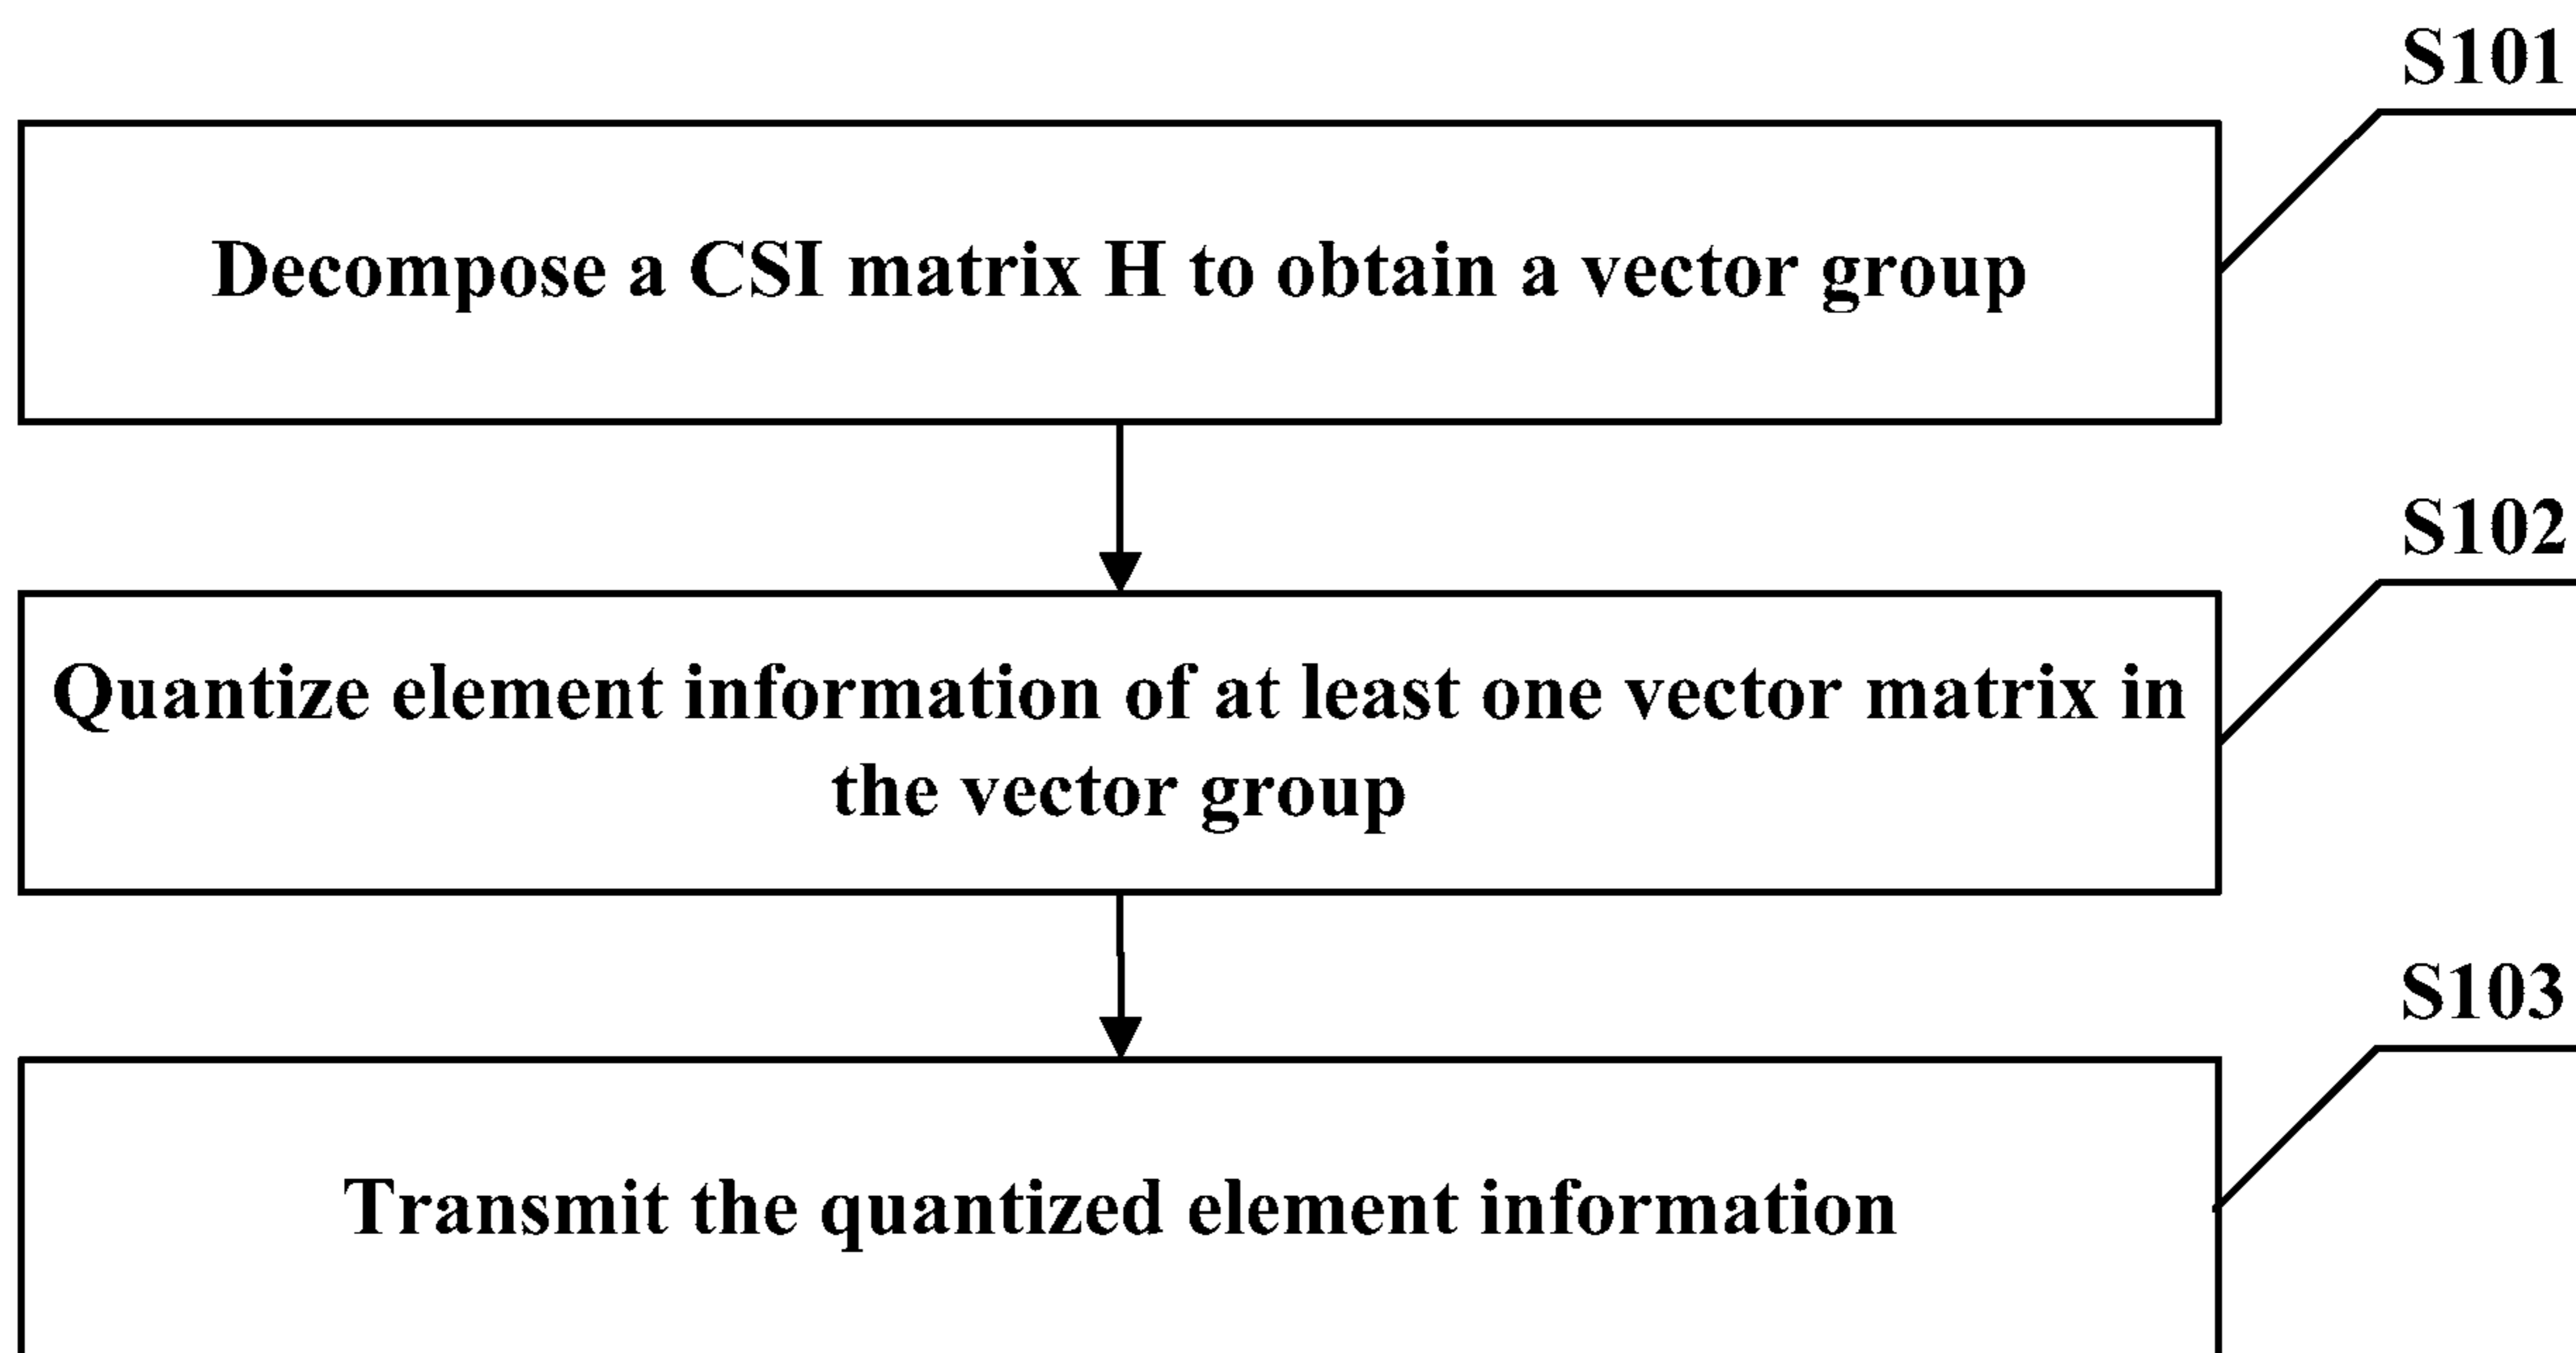 S101
Decompose a CSI matrix H to obtain a vector group
S102
Quantize element information of at least one vector matrix in
the vector group
S103
Transmit the quantized element information